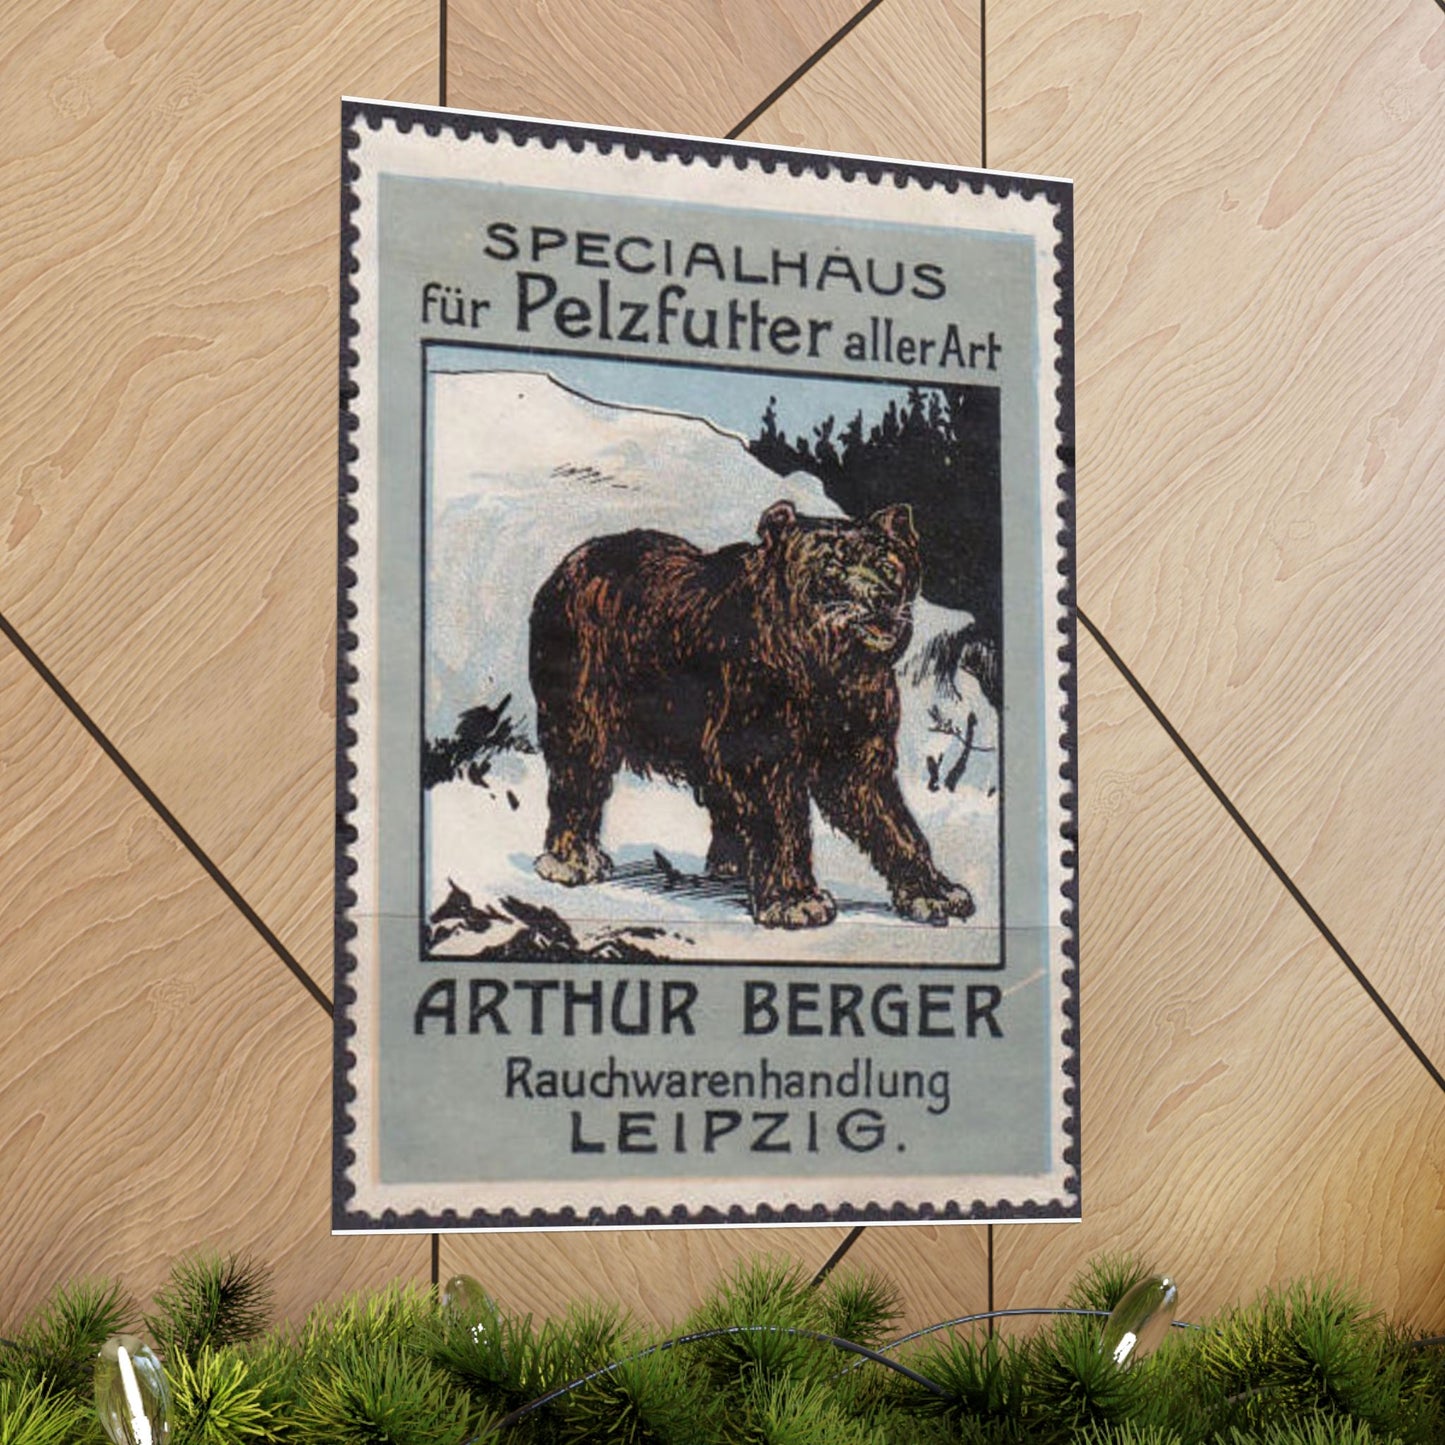 SPECIALHAUS
für Pelzfutter aller Art
ARTHUR BERGER
Rauchwarenhandlung
LEIPZIG.